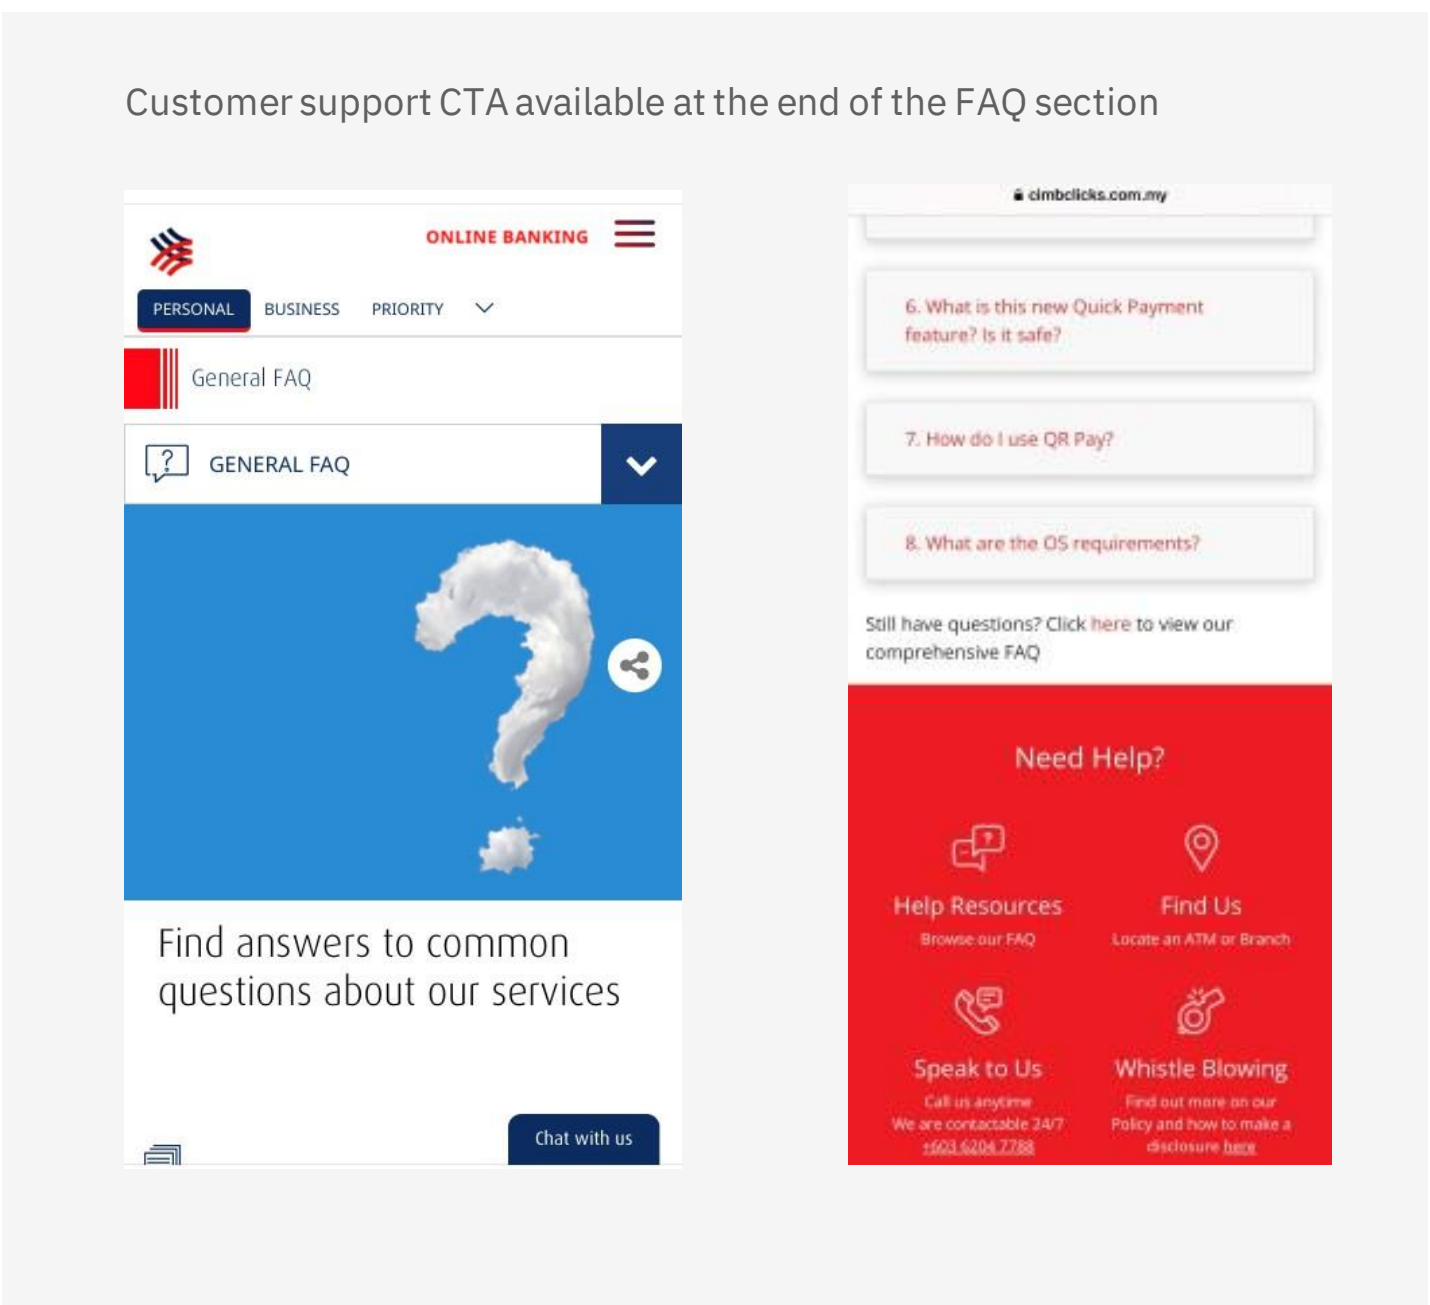 Customer support CTA available at the end of the FAQ section
ONLINE BANKING
PERSONAL BUSINESS PRIORITY
General FAQ
GENERAL FAQ
Find answers to common
questions about our services
Chat with us
cimbclicks.com.my
6. What is this new Quick Payment
feature? Is it safe?
7. How do I use QR Pay?
8. What are the OS requirements?
Still have questions? Click here to view our
comprehensive FAQ
Need Help?
Help Resources
Browse our FAQ
Find Us
Locate an ATM or Branch
Speak to Us
Call us anytime
We are contactable 24/7
+603 6204 7788
Whistle Blowing
Find out more on our
Policy and how to make a
disclosure here